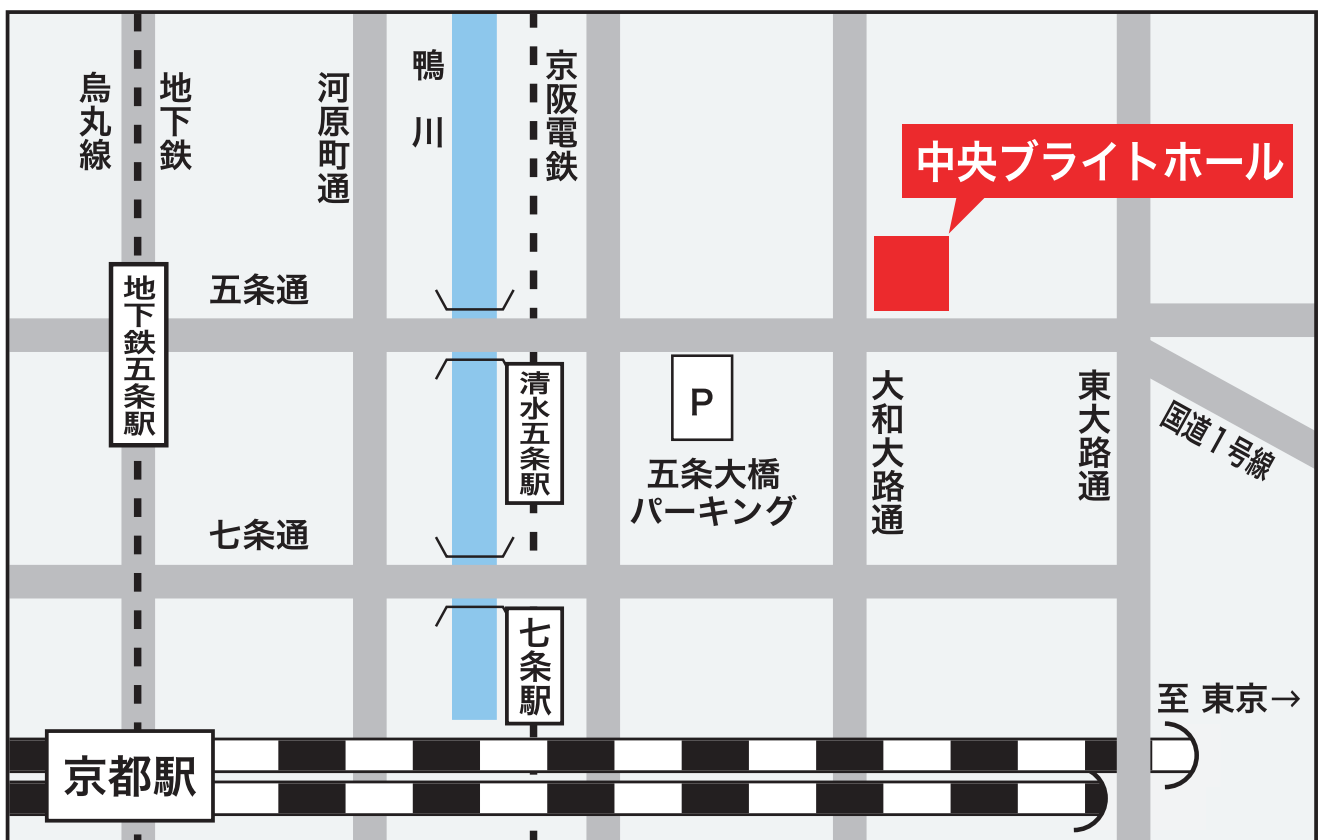 地下鉄
烏丸線
河原町通
鴨川
京阪電鉄
中央ブライトホール
五条通
地下鉄五条駅
清水五条駅
P
五条大橋
パーキング
大和大路通
東大路通
国道1号線
七条通
七条駅
至 東京→
京都駅